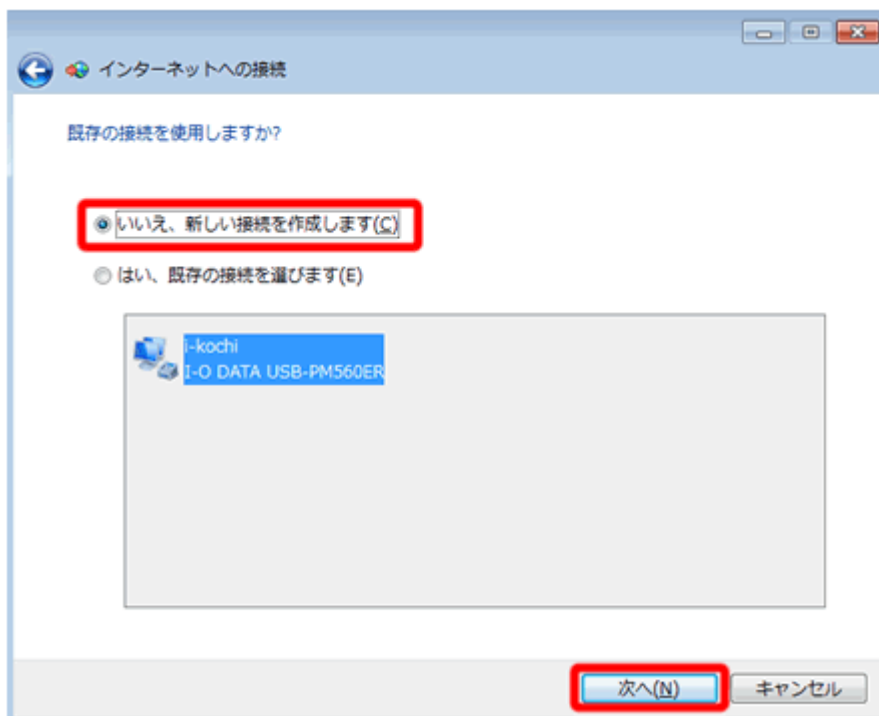 インターネットへの接続
既存の接続を使用しますか?
いいえ、新しい接続を作成します(C)
はい、既存の接続を選びます(E)
i-kochi
I-O DATA USB-PM560ER
次へ(N)
キャンセル